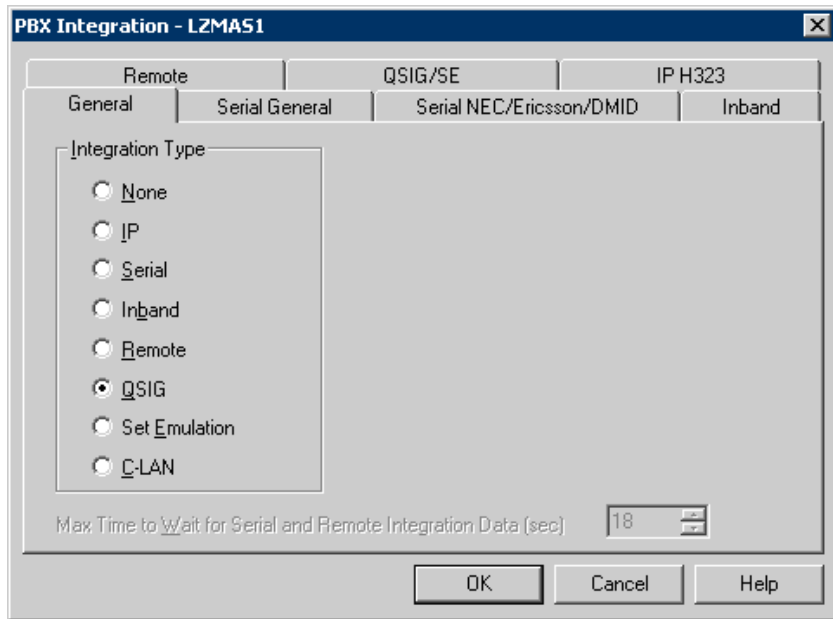 PBX Integration - LZMAS1
Remote QSIG/SE IP H323
General Serial General Serial NEC/Ericsson/DMID Inband
Integration Type
None
IP
Serial
Inband
Remote
QSIG
Set Emulation
C-LAN
Max Time to Wait for Serial and Remote Integration Data (sec) 18
OK Cancel Help